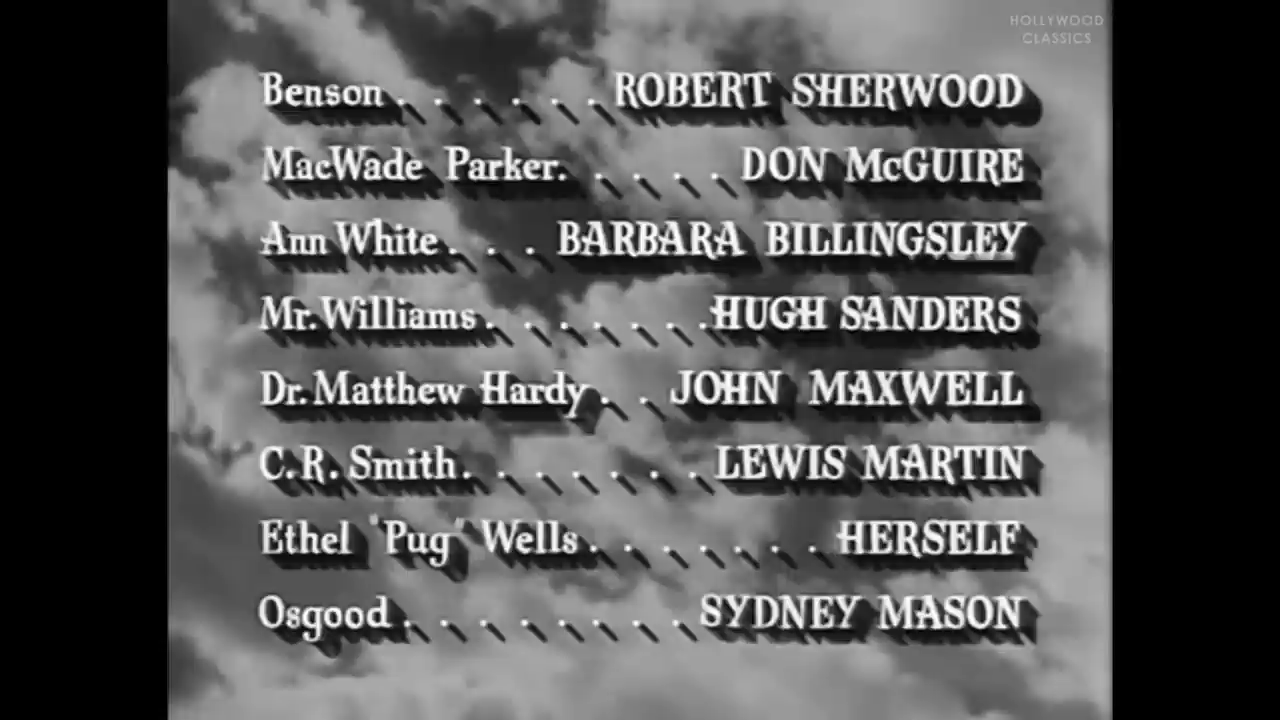 HOLLYWOOD
CLASSICS
Benson . . . . . . ROBERT SHERWOOD
MacWade Parker. . . . . DON McGUIRE
Ann White . . . BARBARA BILLINGSLEY
Mr. Williams . . . . . . . HUGH SANDERS
Dr. Matthew Hardy . . JOHN MAXWELL
C. R. Smith . . . . . . . LEWIS MARTIN
Ethel "Pug" Wells . . . . . . . HERSELF
Osgood . . . . . . . . SYDNEY MASON